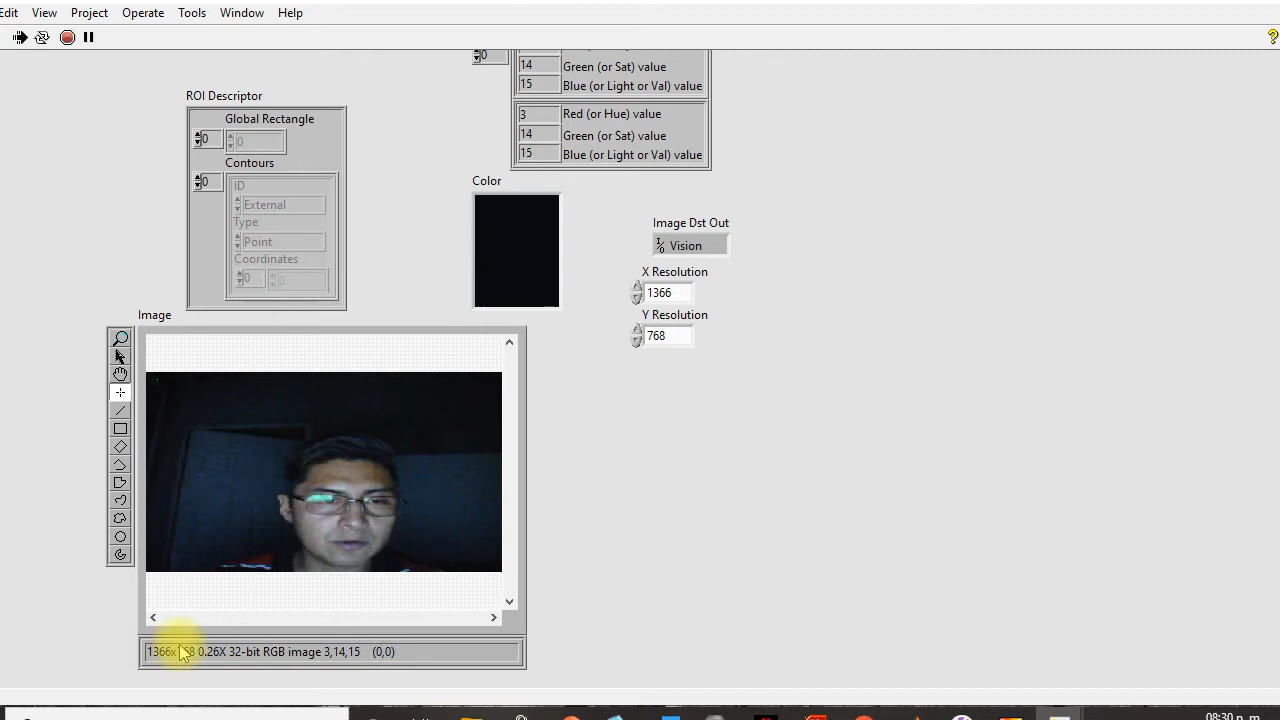 Edit View Project Operate Tools Window Help
?
0
14 Green (or Sat) value
15 Blue (or Light or Val) value
ROI Descriptor
Global Rectangle
0 0
3 Red (or Hue) value
14 Green (or Sat) value
15 Blue (or Light or Val) value
Contours
0
ID
External
Type
Point
Coordinates
0 0
Color
Image Dst Out
Vision
X Resolution
1366
Y Resolution
768
Image
0.26X 32-bit RGB image 3,14,15 (0,0)
08:30 p. m.